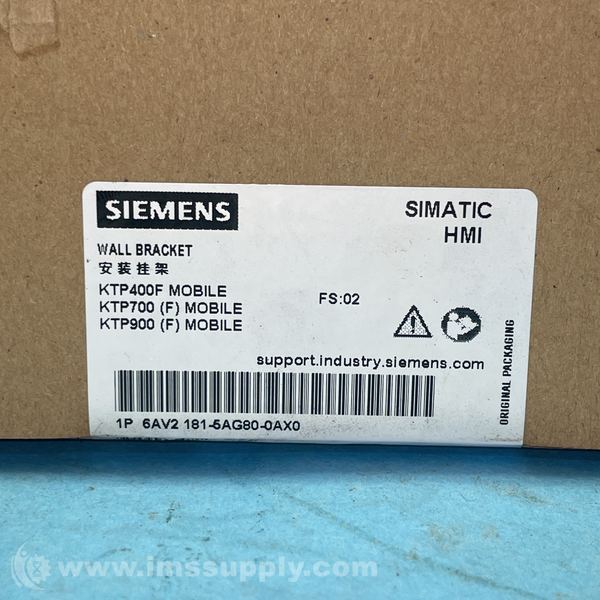 SIEMENS
SIMATIC
HMI
WALL BRACKET
安装挂架
KTP400F MOBILE
KTP700 (F) MOBILE
KTP900 (F) MOBILE
FS:02
support.industry.siemens.com
1P 6AV2 181-5AG80-0AX0
ORIGINAL PACKAGING
www.imssupply.com